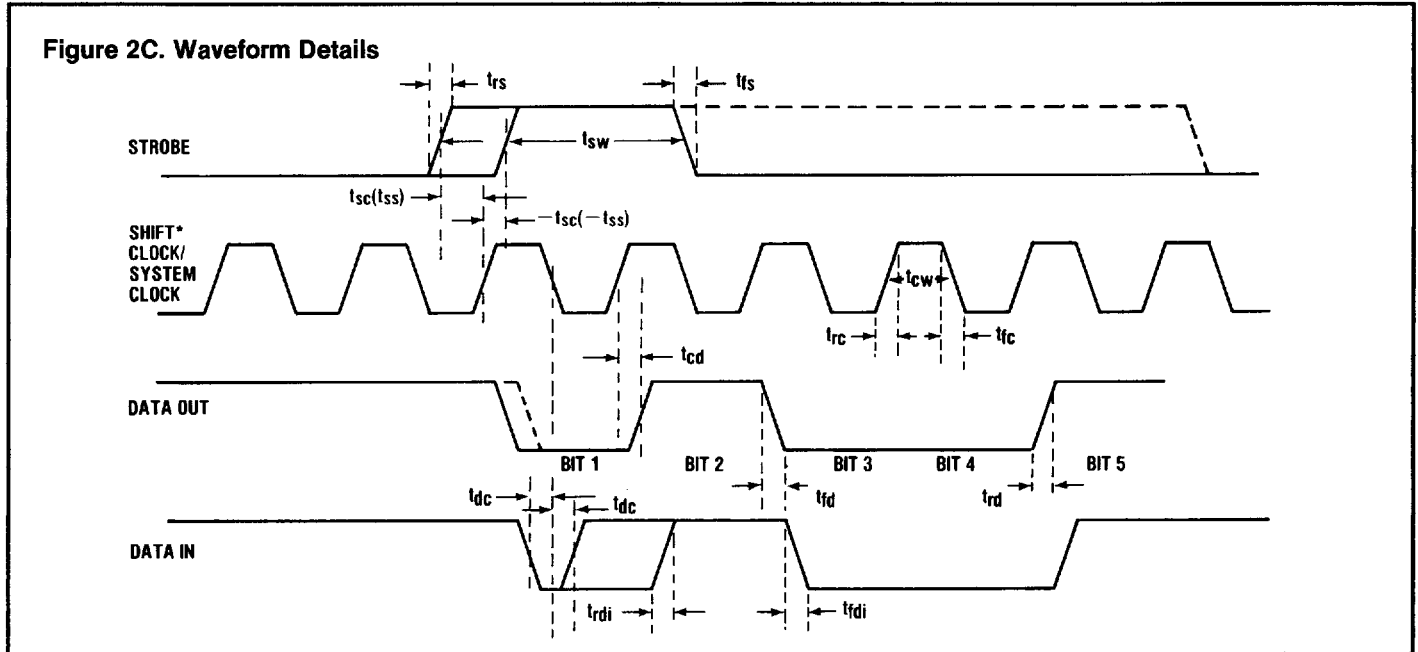 Figure 2C. Waveform Details
trs
tfs
STROBE
tsw
tsc(tss)
—tsc(—tss)
SHIFT*
CLOCK/
SYSTEM
CLOCK
tcw
trc
tfc
tcd
DATA OUT
BIT 1
BIT 2
BIT 3
BIT 4
BIT 5
tdc
tdc
tfd
trd
DATA IN
trdi
tfdi